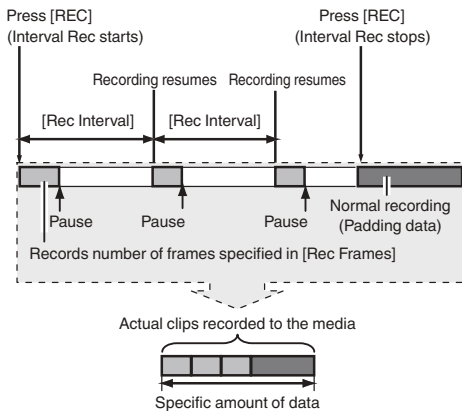 Press [REC]
(Interval Rec starts)
Press [REC]
(Interval Rec stops)
Recording resumes
Recording resumes
[Rec Interval]
[Rec Interval]
Pause
Pause
Pause
Normal recording
(Padding data)
Records number of frames specified in [Rec Frames]
Actual clips recorded to the media
Specific amount of data